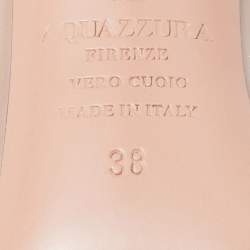 AQUAZZURA
FIRENZE
VERO CUOIO
MADE IN ITALY
38